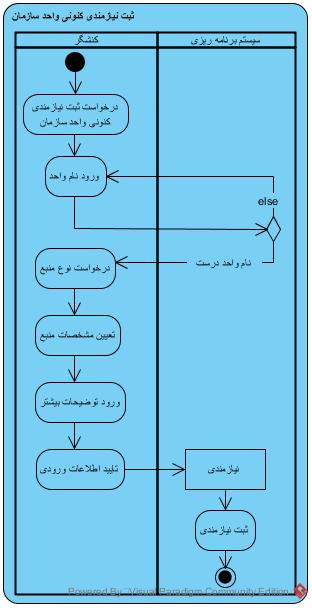 ثبت نیازمندی کنونی واحد سازمان
کنشگر
سیستم برنامه ریزی
درخواست ثبت نیازمندی
کنونی واحد سازمان
ورود نام واحد
else
نام واحد درست
درخواست نوع منبع
تعیین مشخصات منبع
ورود توضیحات بیشتر
تایید اطلاعات ورودی
نیازمندی
ثبت نیازمندی
Powered By Visual Paradigm Community Edition